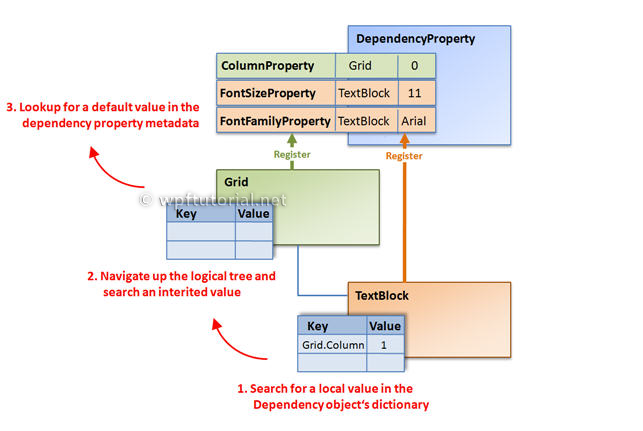 DependencyProperty
ColumnProperty Grid 0
FontSizeProperty TextBlock 11
FontFamilyProperty TextBlock Arial
3. Lookup for a default value in the
dependency property metadata
Register Register
Grid
© wpftutorial.net
Key Value
2. Navigate up the logical tree and
search an interited value
TextBlock
Key Value
Grid.Column 1
1. Search for a local value in the
Dependency object's dictionary